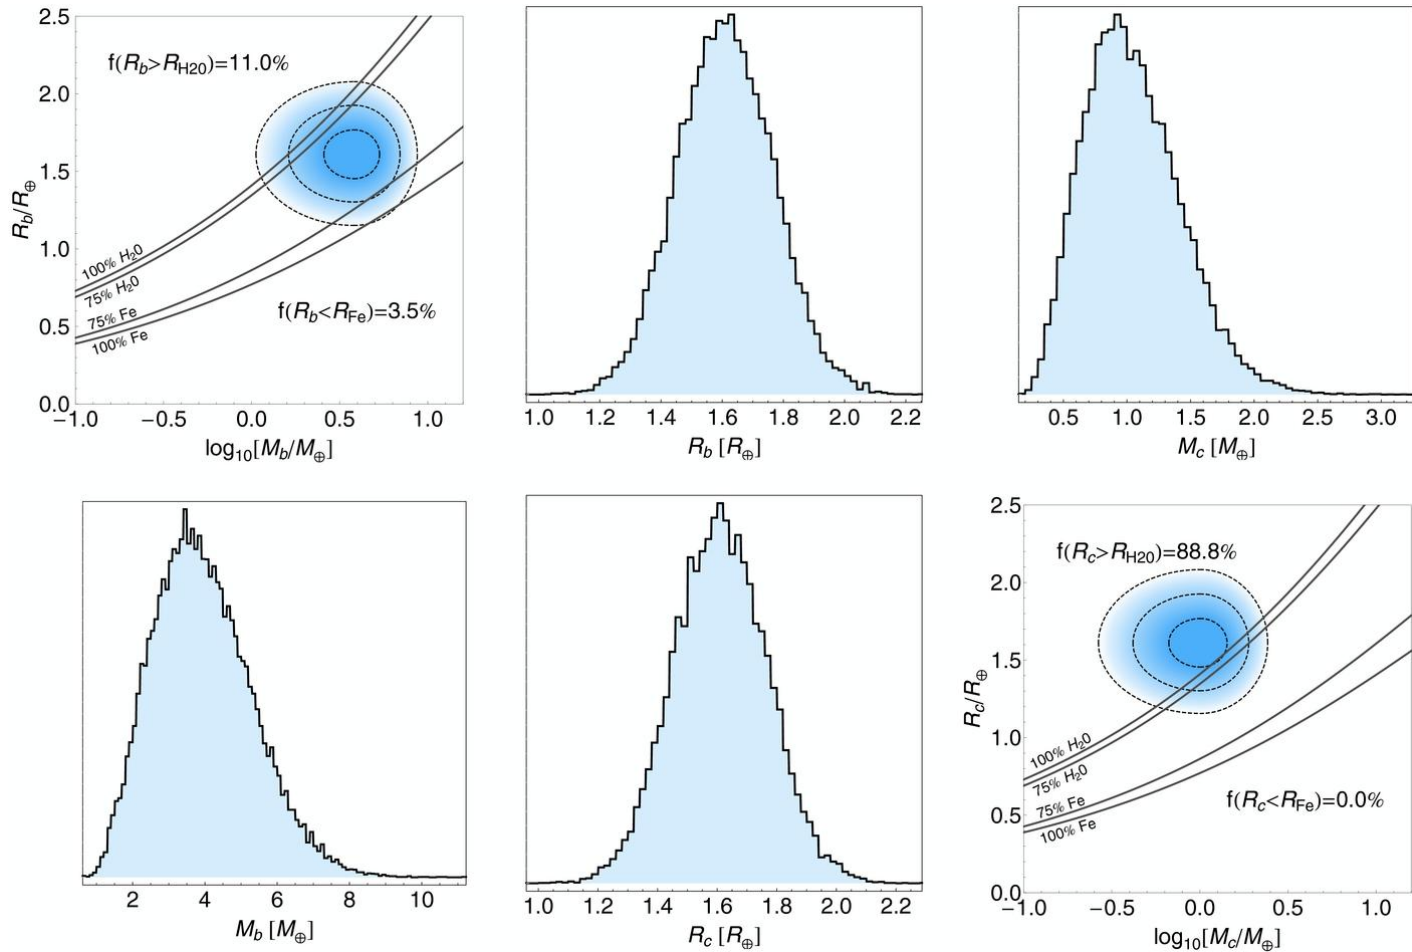 2.5
2.0
1.5
1.0
0.5
0.0
R_b/R_⊕
f(R_b>R_H20)=11.0%
100% H_20
75% H_20
75% Fe
100% Fe
f(R_b<R_Fe)=3.5%
−1.0 −0.5 0.0 0.5 1.0
log_10[M_b/M_⊕]
1.0 1.2 1.4 1.6 1.8 2.0 2.2
R_b [R_⊕]
0.5 1.0 1.5 2.0 2.5 3.0
M_c [M_⊕]
2 4 6 8 10
M_b [M_⊕]
1.0 1.2 1.4 1.6 1.8 2.0 2.2
R_c [R_⊕]
2.5
2.0
1.5
1.0
0.5
0.0
R_c/R_⊕
f(R_c>R_H20)=88.8%
100% H_20
75% H_20
75% Fe
100% Fe
f(R_c<R_Fe)=0.0%
−1.0 −0.5 0.0 0.5 1.0
log_10[M_c/M_⊕]